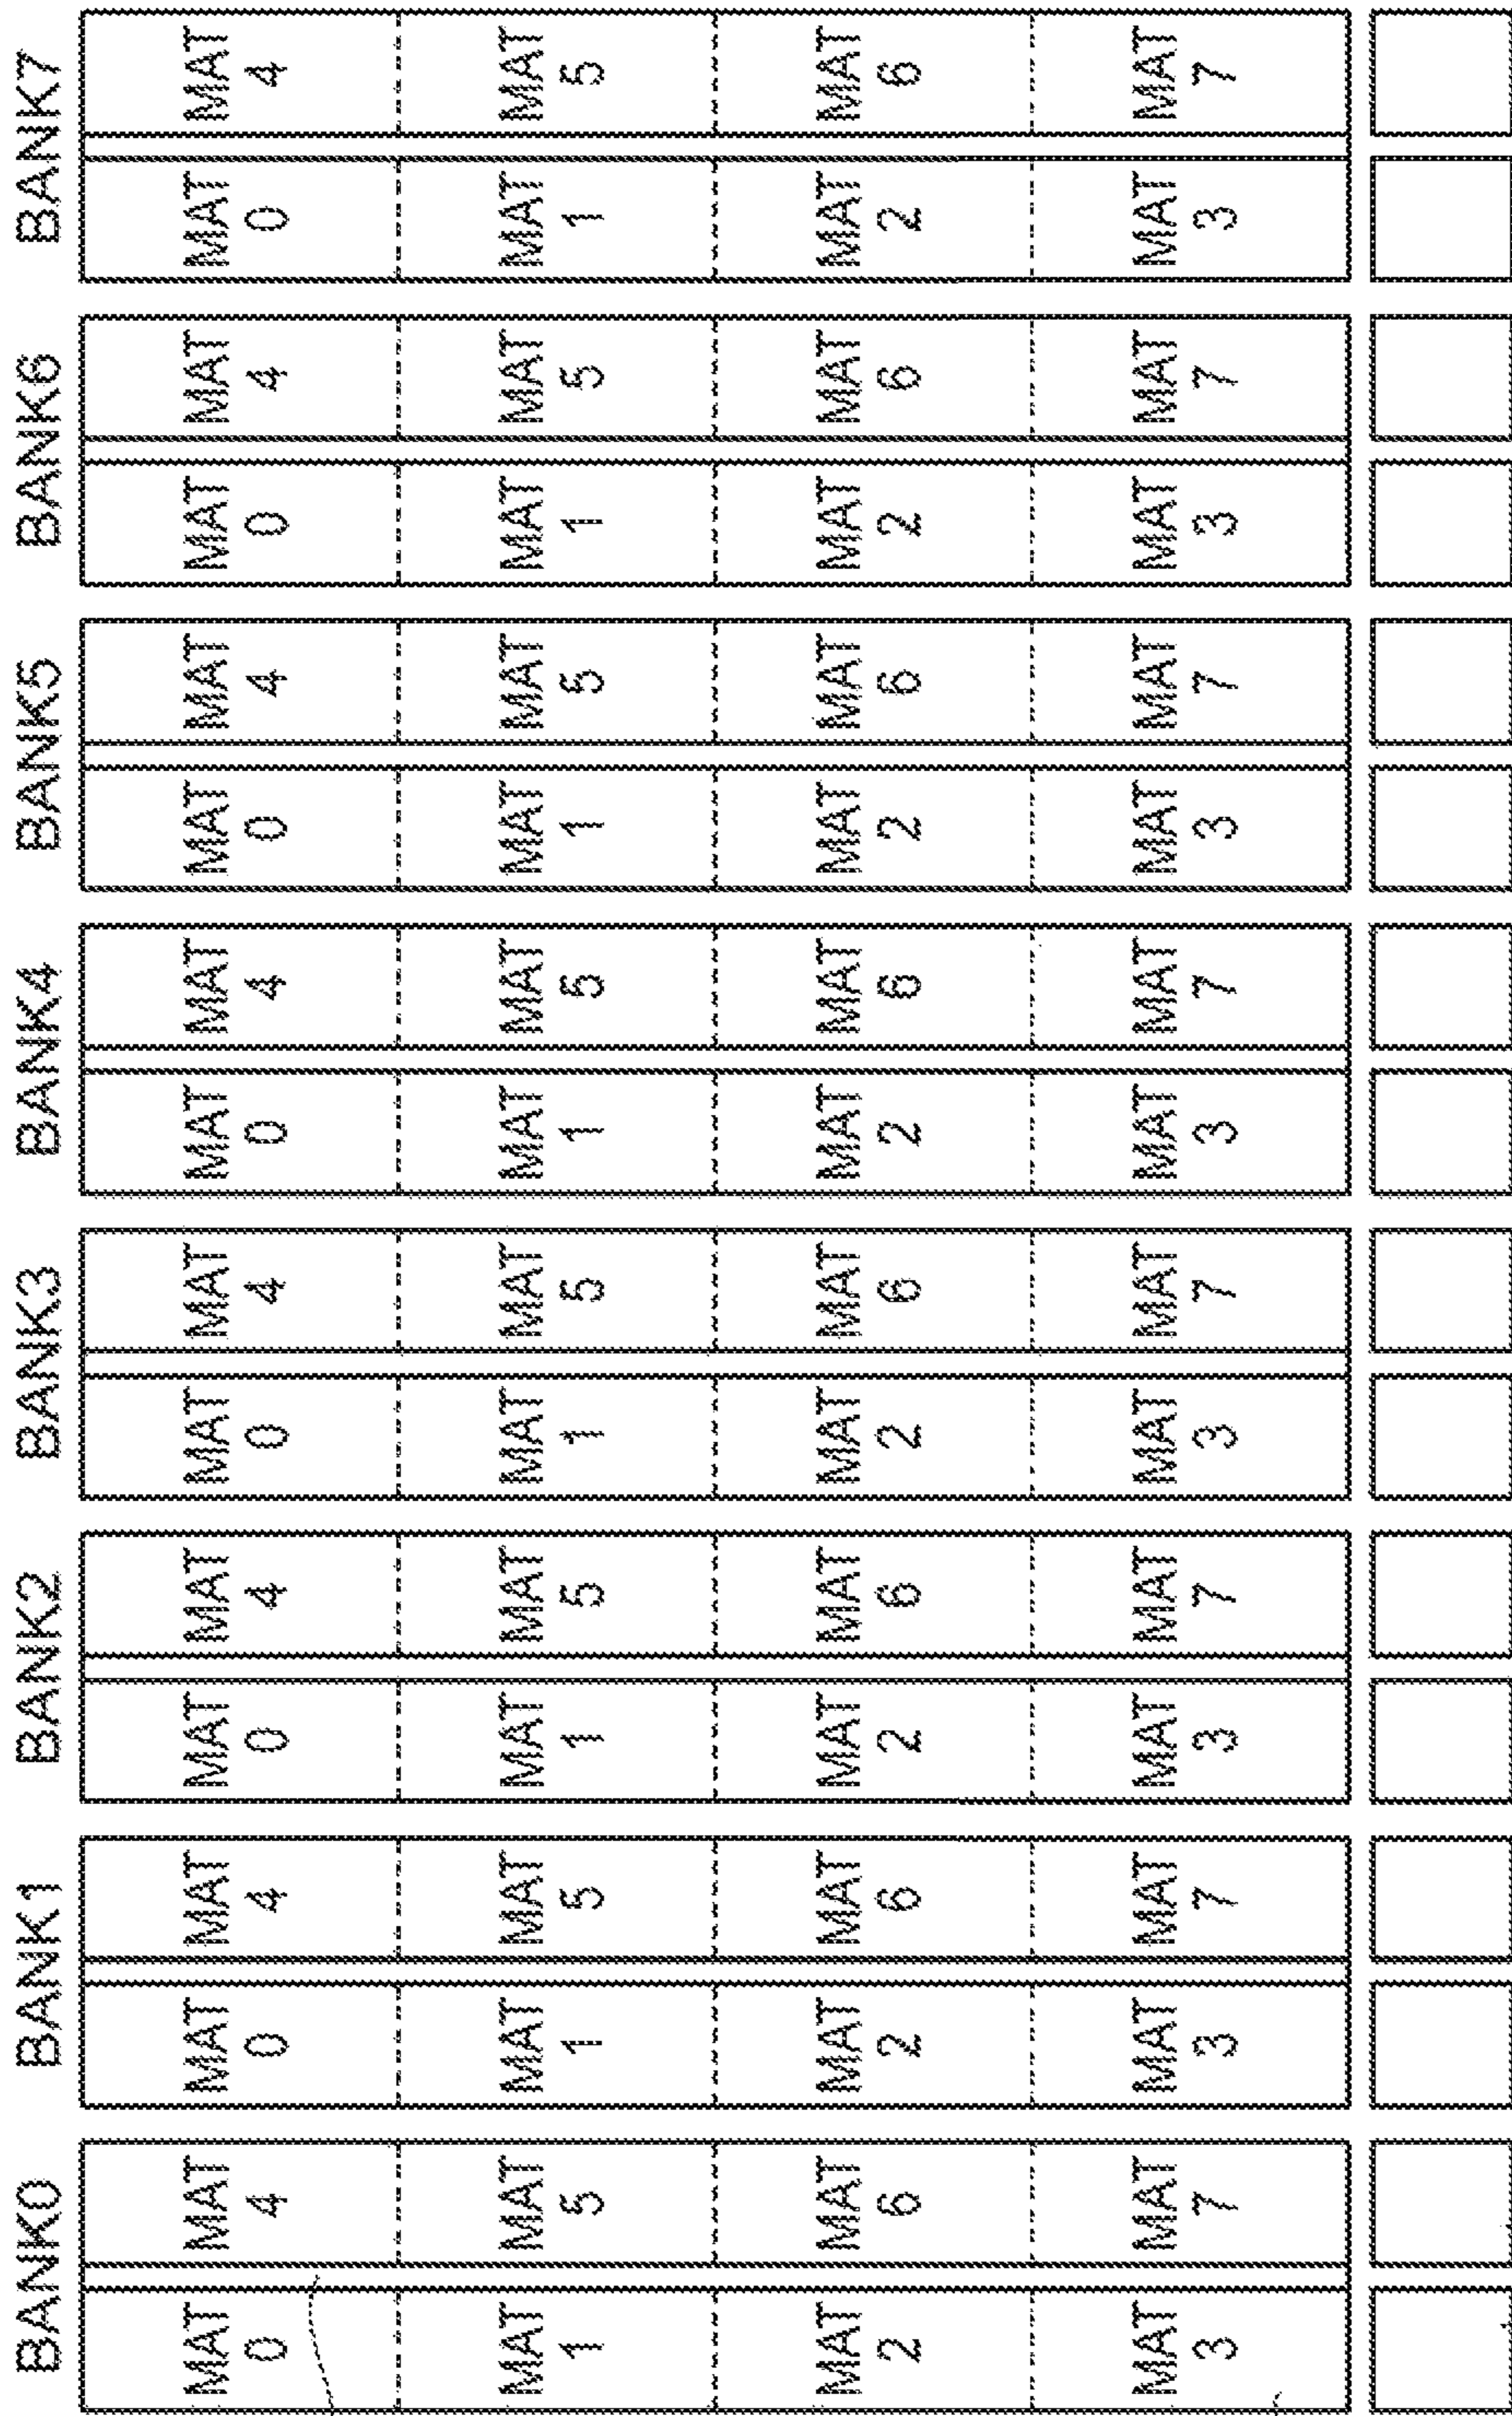 BANK0 BANK1 BANK2 BANK3 BANK4 BANK5 BANK6 BANK7
MAT MAT MAT MAT MAT MAT MAT MAT MAT MAT MAT MAT MAT MAT MAT MAT
0 4 0 4 0 4 0 4 0 4 0 4 0 4 0 4
MAT MAT MAT MAT MAT MAT MAT MAT MAT MAT MAT MAT MAT MAT MAT MAT
1 5 1 5 1 5 1 5 1 5 1 5 1 5 1 5
MAT MAT MAT MAT MAT MAT MAT MAT MAT MAT MAT MAT MAT MAT MAT MAT
2 6 2 6 2 6 2 6 2 6 2 6 2 6 2 6
MAT MAT MAT MAT MAT MAT MAT MAT MAT MAT MAT MAT MAT MAT MAT MAT
3 7 3 7 3 7 3 7 3 7 3 7 3 7 3 7